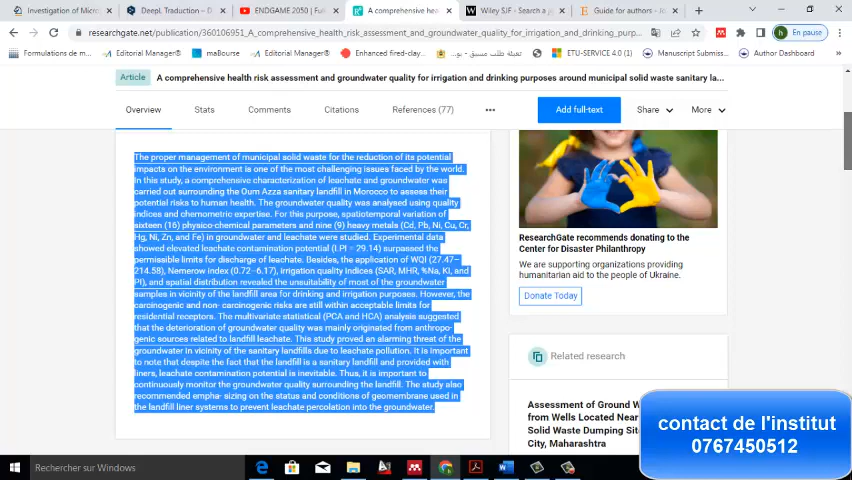 Investigation of Microp
DeepL Traduction – D
ENDGAME 2050 | Full
A comprehensive heal
Wiley SJF - Search a j
Guide for authors - Jou
researchgate.net/publication/360106951_A_comprehensive_health_risk_assessment_and_groundwater_quality_for_irrigation_and_drinking_purp...
En pause
Formulaires de m...
Editorial Manager®
maBourse
Editorial Manager®
Enhanced fired-clay...
ETU-SERVICE 4.0 (1)
Manuscript Submiss...
Author Dashboard
Article
A comprehensive health risk assessment and groundwater quality for irrigation and drinking purposes around municipal solid waste sanitary la...
Overview
Stats
Comments
Citations
References (77)
Add full-text
Share
More
The proper management of municipal solid waste for the reduction of its potential
impacts on the environment is one of the most challenging issues faced by the world.
In this study, a comprehensive characterization of leachate and groundwater was
carried out surrounding the Oum Azza sanitary landfill in Morocco to assess their
potential risks to human health. The groundwater quality was analysed using quality
indices and chemometric expertise. For this purpose, spatiotemporal variation of
sixteen (16) physico-chemical parameters and nine (9) heavy metals (Cd, Pb, Ni, Cu, Cr,
Hg, Ni, Zn, and Fe) in groundwater and leachate were studied. Experimental data
showed elevated leachate contamination potential (LPI = 29.14) surpassed the
permissible limits for discharge of leachate. Besides, the application of WQI (27.47–
214.58), Nemerow index (0.72–6.17), irrigation quality indices (SAR, MHR, %Na, KI, and
PI), and spatial distribution revealed the unsuitability of most of the groundwater
samples in vicinity of the landfill area for drinking and irrigation purposes. However, the
carcinogenic and non- carcinogenic risks are still within acceptable limits for
residential receptors. The multivariate statistical (PCA and HCA) analysis suggested
that the deterioration of groundwater quality was mainly originated from anthropo-
genic sources related to landfill leachate. This study proved an alarming threat of the
groundwater in vicinity of the sanitary landfills due to leachate pollution. It is important
to note that despite the fact that the landfill is a sanitary landfill and provided with
liners, leachate contamination potential is inevitable. Thus, it is important to
continuously monitor the groundwater quality surrounding the landfill. The study also
recommended empha- sizing on the status and conditions of geomembrane used in
the landfill liner systems to prevent leachate percolation into the groundwater.
ResearchGate recommends donating to the
Center for Disaster Philanthropy
We are supporting organizations providing
humanitarian aid to the people of Ukraine.
Donate Today
Related research
Assessment of Ground W
from Wells Located Near
Solid Waste Dumping Sit
City, Maharashtra
contact de l'institut
0767450512
Rechercher sur Windows